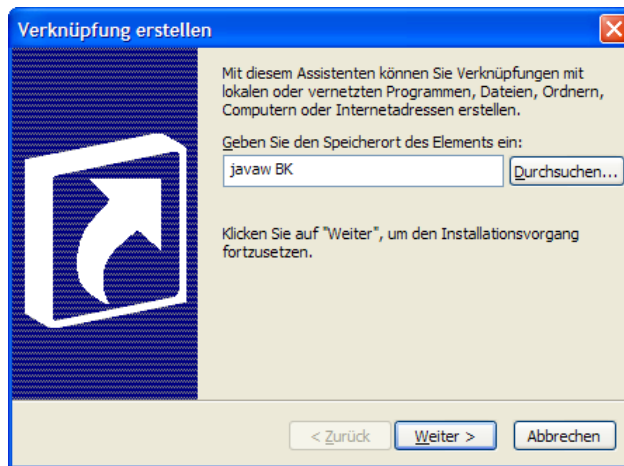 Verknüpfung erstellen
Mit diesem Assistenten können Sie Verknüpfungen mit
lokalen oder vernetzten Programmen, Dateien, Ordnern,
Computern oder Internetadressen erstellen.
Geben Sie den Speicherort des Elements ein:
javaw BK
Durchsuchen...
Klicken Sie auf "Weiter", um den Installationsvorgang
fortzusetzen.
< Zurück Weiter > Abbrechen